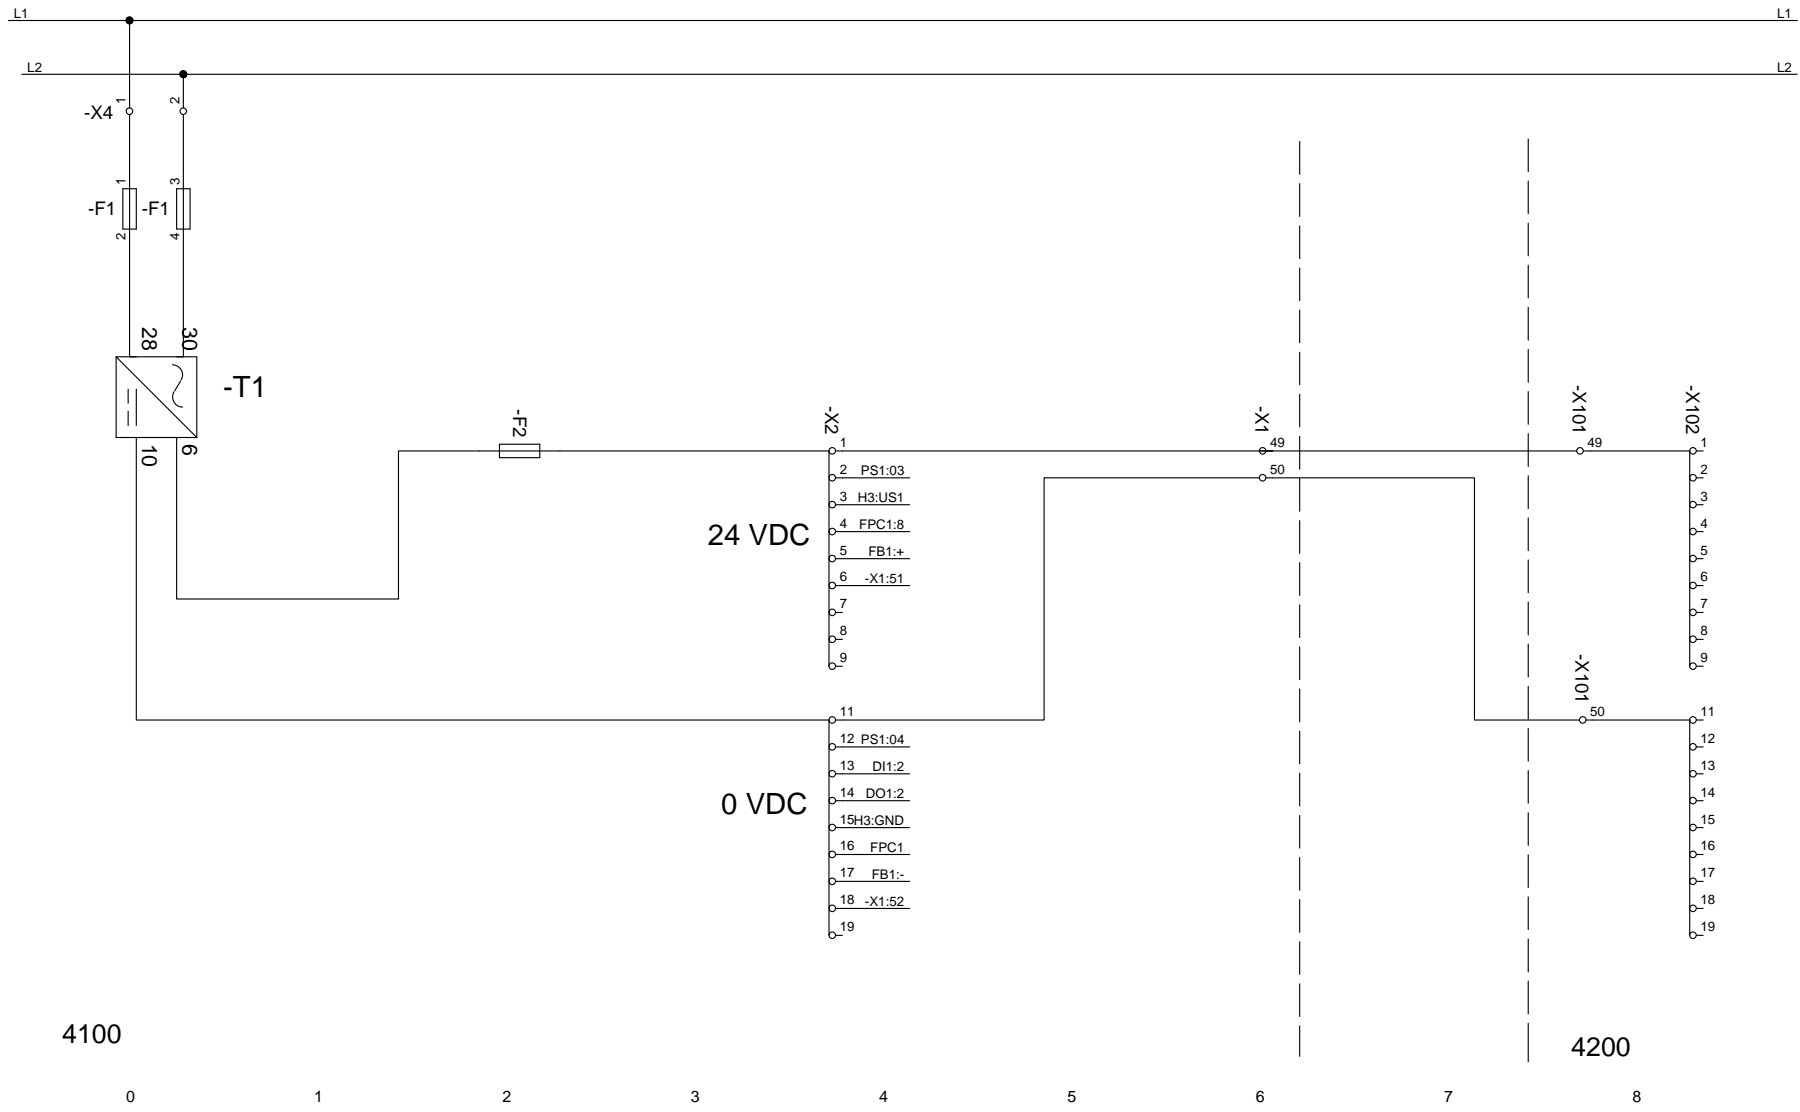 L1 L1
L2 L2
1 2
-X4
1 3
-F1 -F1
2 4
28 30
-T1
10 6
-F2
-X2
-X1
-X101
-X102
1 49 49 1
2 PS1:03 50 2
3 H3:US1 3
24 VDC
4 FPC1:8 4
5 FB1:+ 5
6 -X1:51 6
7 7
8 8
9 9
-X101
11 50 11
12 PS1:04 12
13 DI1:2 13
0 VDC
14 DO1:2 14
15 H3:GND 15
16 FPC1 16
17 FB1:- 17
18 -X1:52 18
19 19
4100 4200
0 1 2 3 4 5 6 7 8